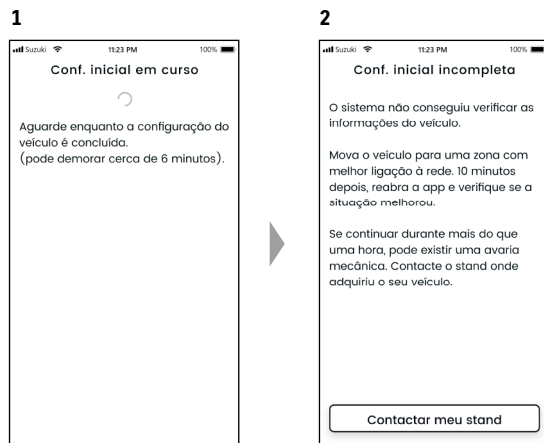 1
Suzuki 11:23 PM 100%
Conf. inicial em curso
Aguarde enquanto a configuração do
veículo é concluída.
(pode demorar cerca de 6 minutos).
2
Suzuki 11:23 PM 100%
Conf. inicial incompleta
O sistema não conseguiu verificar as
informações do veículo.
Mova o veículo para uma zona com
melhor ligação à rede. 10 minutos
depois, reabra a app e verifique se a
situação melhorou.
Se continuar durante mais do que
uma hora, pode existir uma avaria
mecânica. Contacte o stand onde
adquiriu o seu veículo.
Contactar meu stand